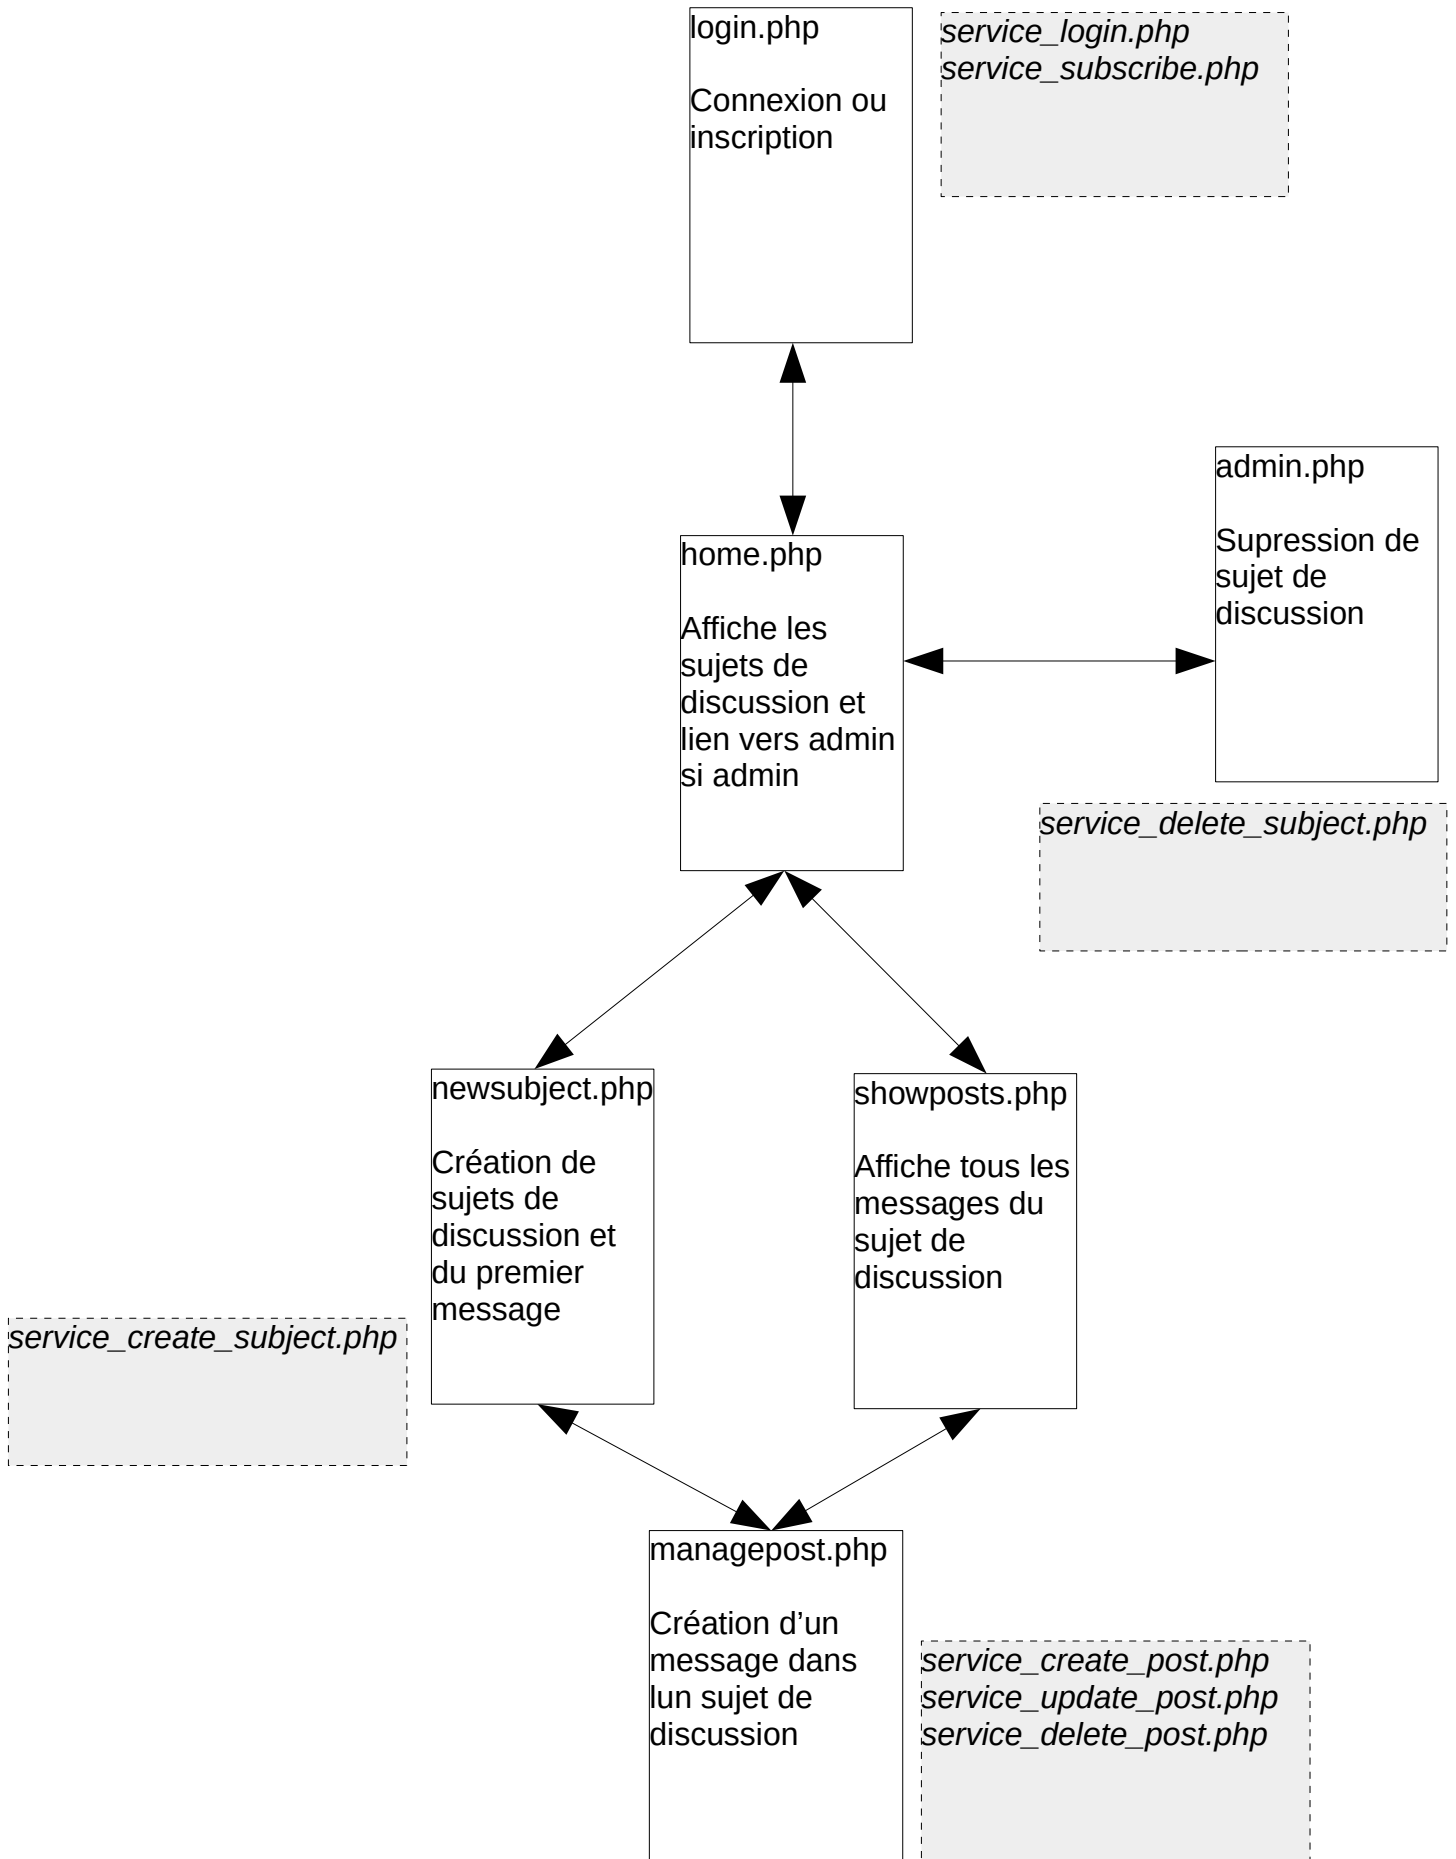 login.php
Connexion ou
inscription
service_login.php
service_subscribe.php
admin.php
Supression de
sujet de
discussion
home.php
Affiche les
sujets de
discussion et
lien vers admin
si admin
service_delete_subject.php
newsubject.php
Création de
sujets de
discussion et
du premier
message
showposts.php
Affiche tous les
messages du
sujet de
discussion
service_create_subject.php
managepost.php
Création d’un
message dans
lun sujet de
discussion
service_create_post.php
service_update_post.php
service_delete_post.php